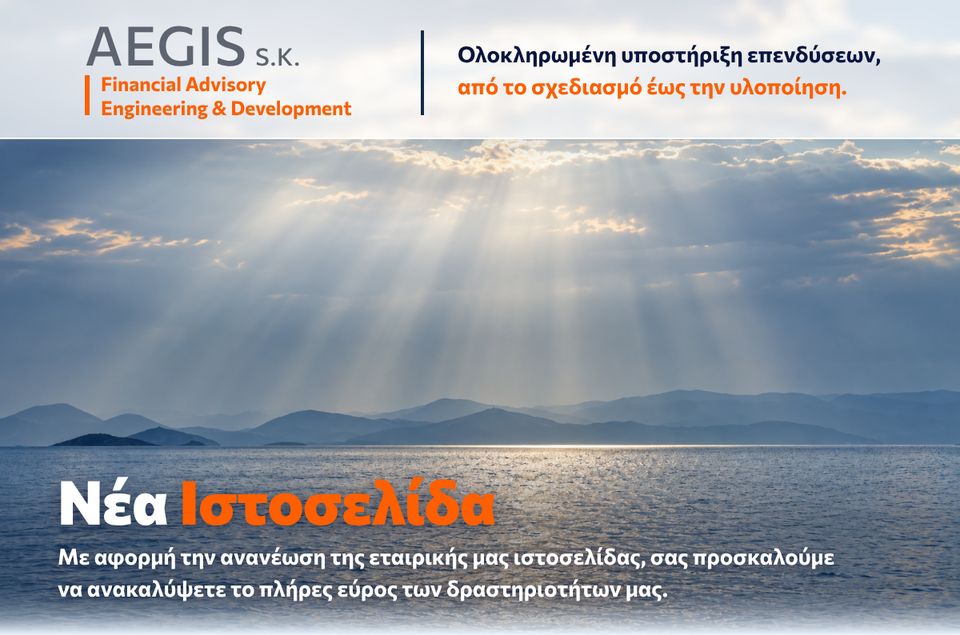 AEGIS S.K.
Financial Advisory
Engineering & Development
Ολοκληρωμένη υποστήριξη επενδύσεων,
από το σχεδιασμό έως την υλοποίηση.
Νέα Ιστοσελίδα
Με αφορμή την ανανέωση της εταιρικής μας ιστοσελίδας, σας προσκαλούμε
να ανακαλύψετε το πλήρες εύρος των δραστηριοτήτων μας.